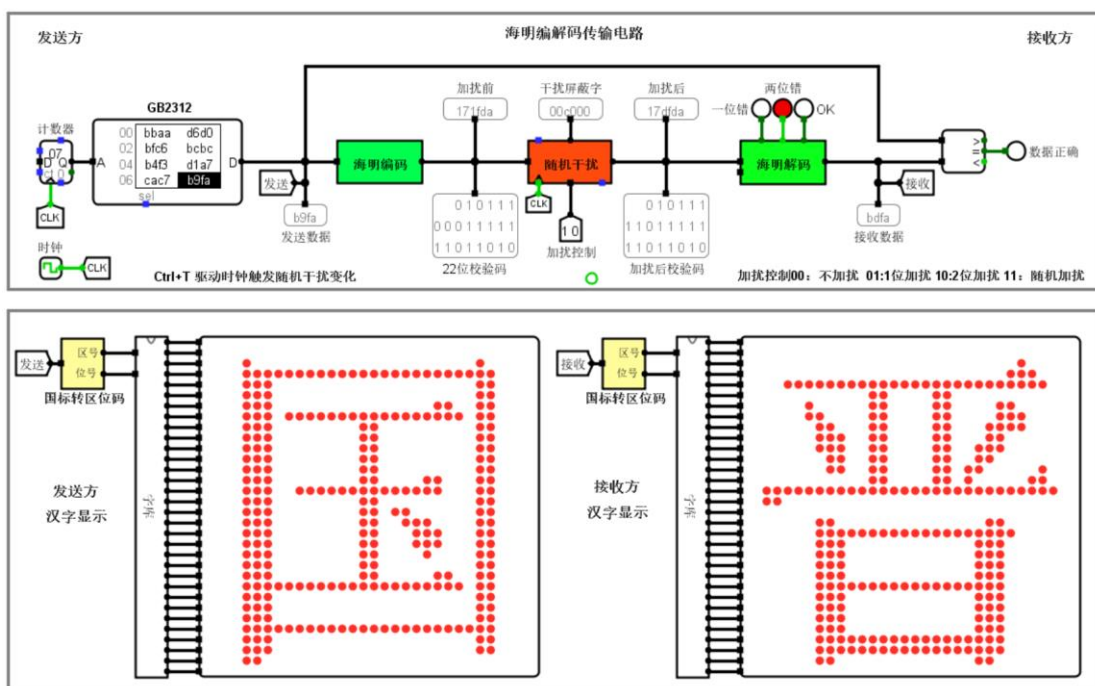 发送方
海明编解码传输电路
接收方
计数器
07
D Q
ct 0
CLK
时钟
CLK
GB2312
A
00 bbaa d6d0
02 bfc6 bcbc
04 b4f3 d1a7
06 cac7 b9fa
D
sel
发送
b9fa
发送数据
海明编码
加扰前
171fda
0 1 0 1 1 1
0 0 0 1 1 1 1 1
1 1 0 1 1 0 1 0
22位校验码
干扰屏蔽字
00c000
随机干扰
CLK
1 0
加扰控制
加扰后
17dfda
0 1 0 1 1 1
1 1 0 1 1 1 1 1
1 1 0 1 1 0 1 0
加扰后校验码
两位错
一位错
OK
海明解码
接收
bdfa
接收数据
>
=
<
数据正确
Ctrl+T 驱动时钟触发随机干扰变化
加扰控制00：不加扰 01:1位加扰 10:2位加扰 11：随机加扰
发送
区号
位号
国标转区位码
发送方
汉字显示
字库
国
接收
区号
位号
国标转区位码
接收方
汉字显示
字库
晋